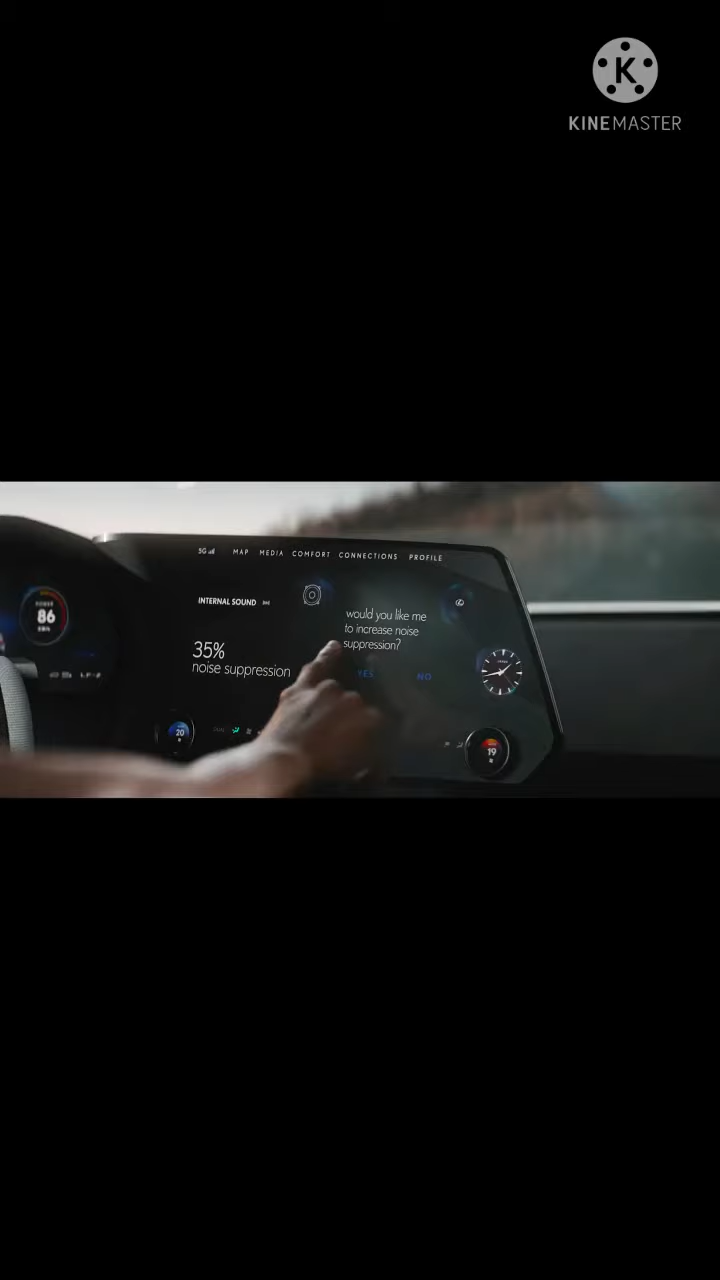 K
KINEMASTER
5G
MAP MEDIA COMFORT CONNECTIONS PROFILE
INTERNAL SOUND
would you like me
to increase noise
suppression?
35%
noise suppression
YES NO
86
20
19